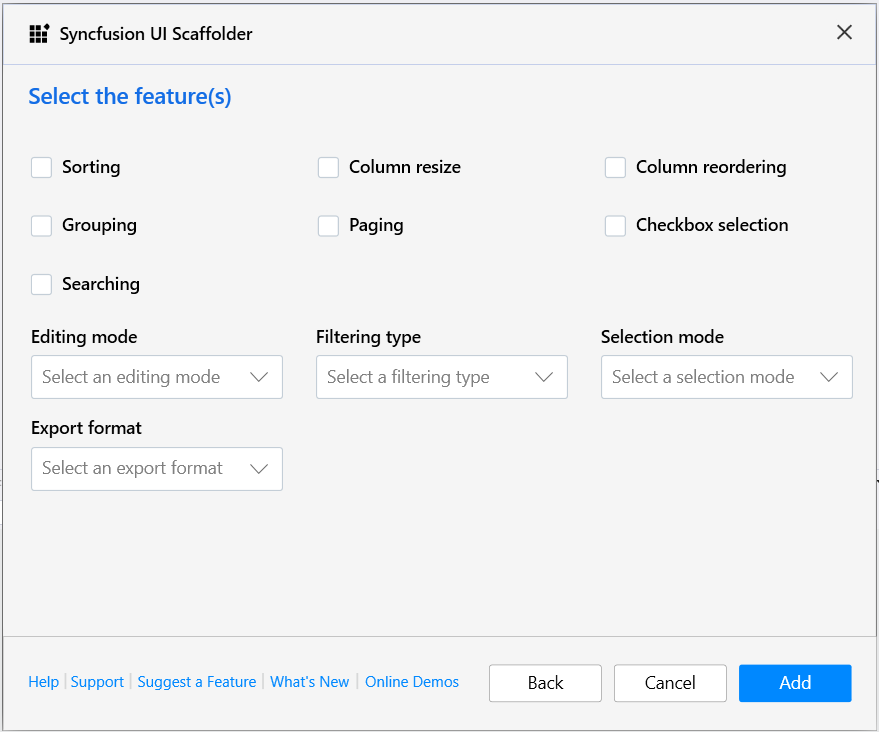 Syncfusion UI Scaffolder
Select the feature(s)
Sorting Column resize Column reordering
Grouping Paging Checkbox selection
Searching
Editing mode Filtering type Selection mode
Select an editing mode Select a filtering type Select a selection mode
Export format
Select an export format
Help | Support | Suggest a Feature | What's New | Online Demos Back Cancel Add